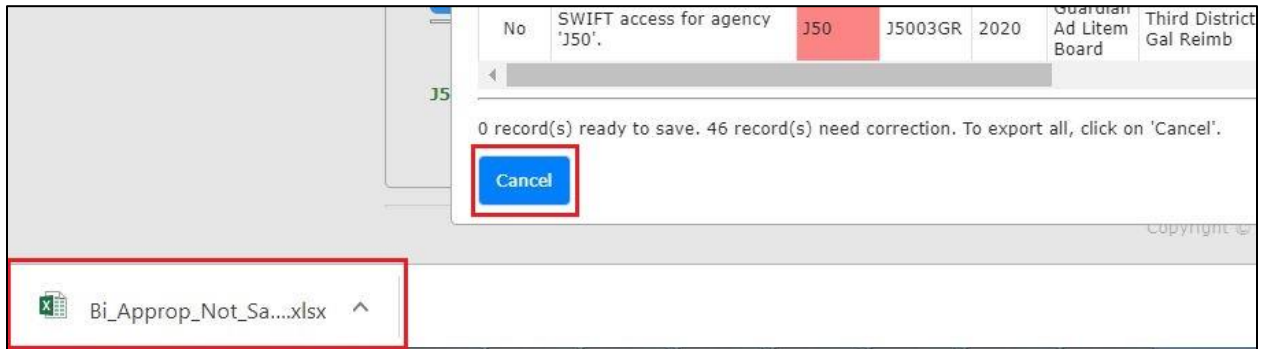 Guardian
No SWIFT access for agency 'J50'. J50 J5003GR 2020 Ad Litem Board Third District Gal Reimb
J5
0 record(s) ready to save. 46 record(s) need correction. To export all, click on 'Cancel'.
Cancel
Copyright ©
Bi_Approp_Not_Sa....xlsx